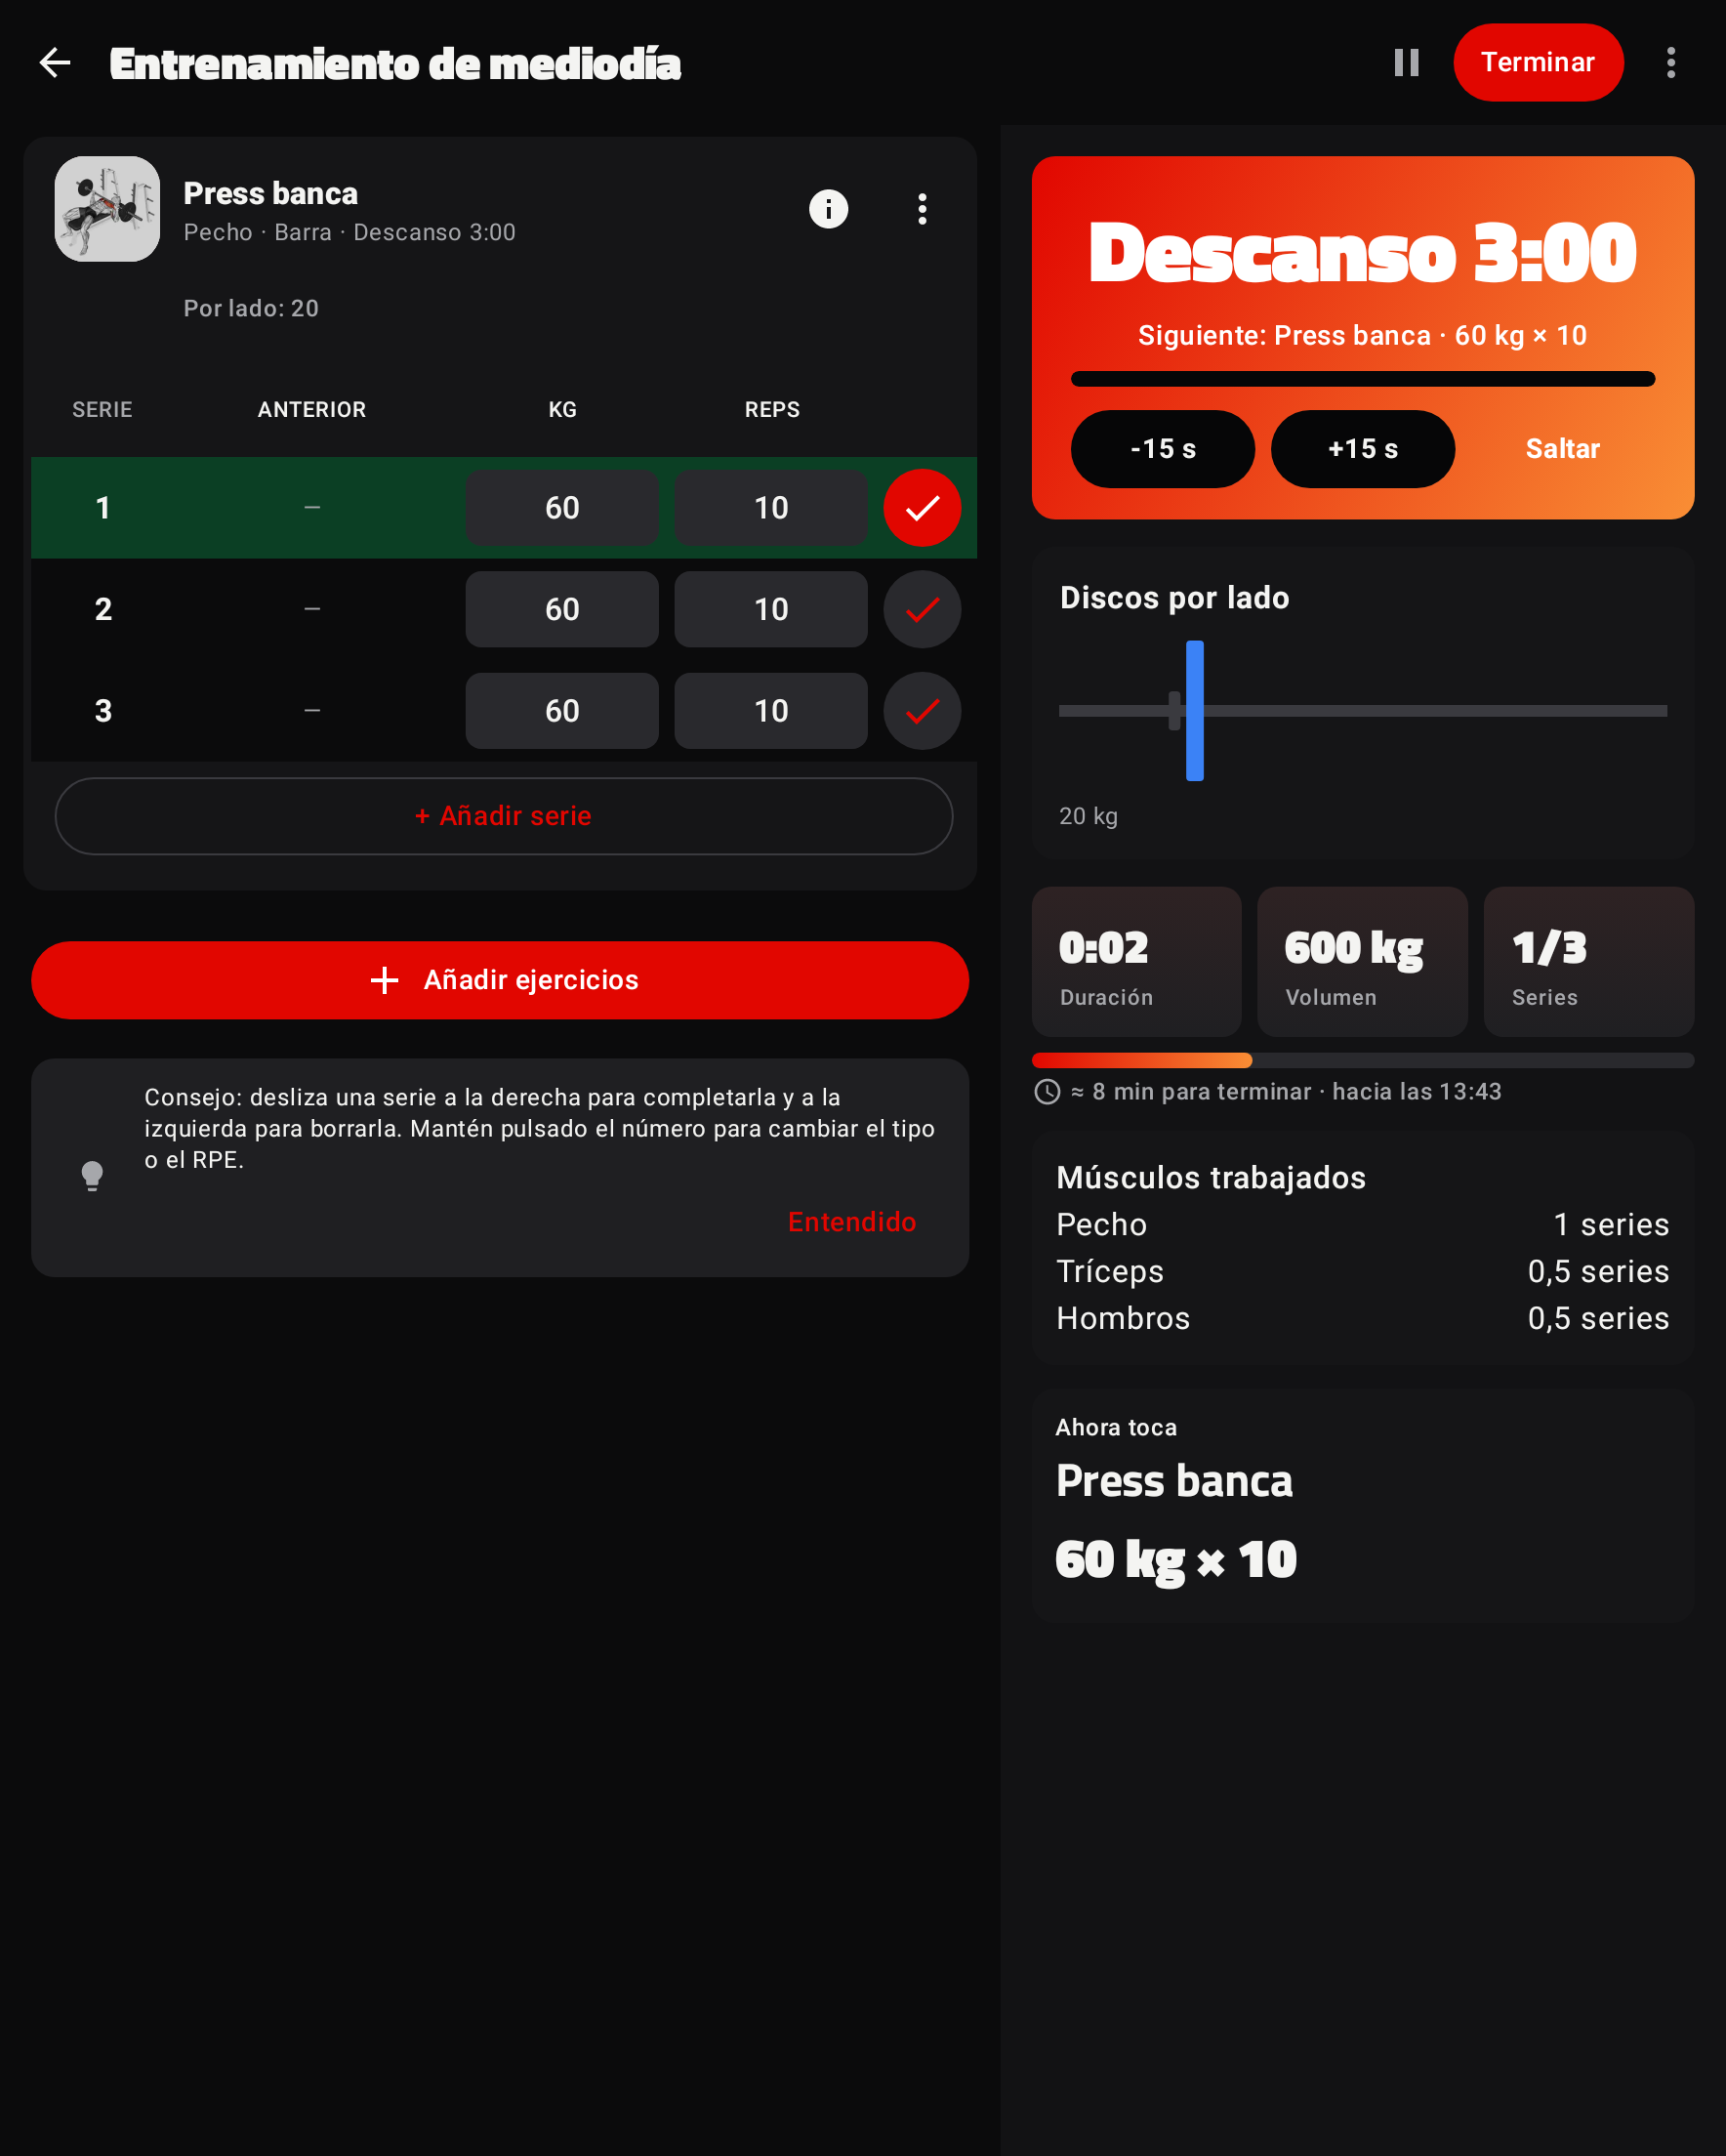 Entrenamiento de mediodía
Terminar
Press banca
Pecho · Barra · Descanso 3:00
Por lado: 20
SERIE ANTERIOR KG REPS
1 – 60 10
2 – 60 10
3 – 60 10
+ Añadir serie
Añadir ejercicios
Consejo: desliza una serie a la derecha para completarla y a la
izquierda para borrarla. Mantén pulsado el número para cambiar el tipo
o el RPE.
Entendido
Descanso 3:00
Siguiente: Press banca · 60 kg × 10
-15 s +15 s Saltar
Discos por lado
20 kg
0:02 600 kg 1/3
Duración Volumen Series
≈ 8 min para terminar · hacia las 13:43
Músculos trabajados
Pecho 1 series
Tríceps 0,5 series
Hombros 0,5 series
Ahora toca
Press banca
60 kg × 10